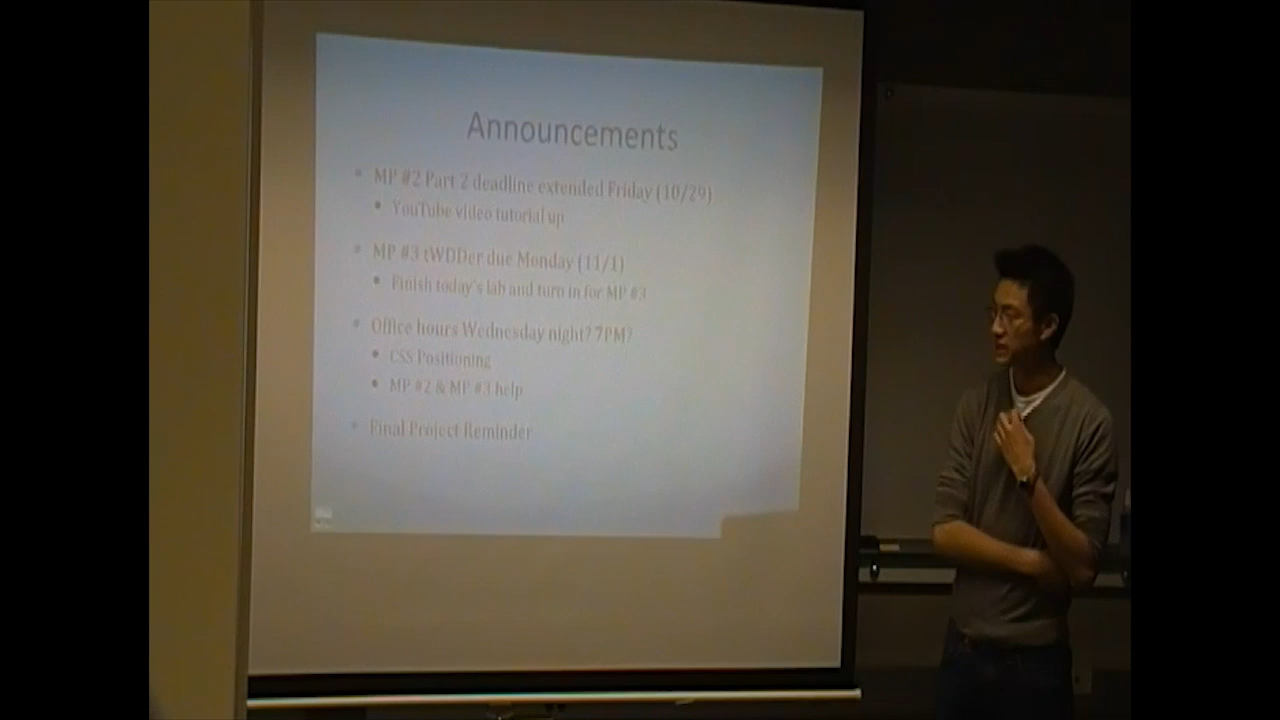 Announcements
MP #2 Part 2 deadline extended Friday (10/29)
YouTube video tutorial up
MP #3 tWDDer due Monday (11/1)
Finish today's lab and turn in for MP #3
Office hours Wednesday night? 7PM?
CSS Positioning
MP #2 & MP #3 help
Final Project Reminder